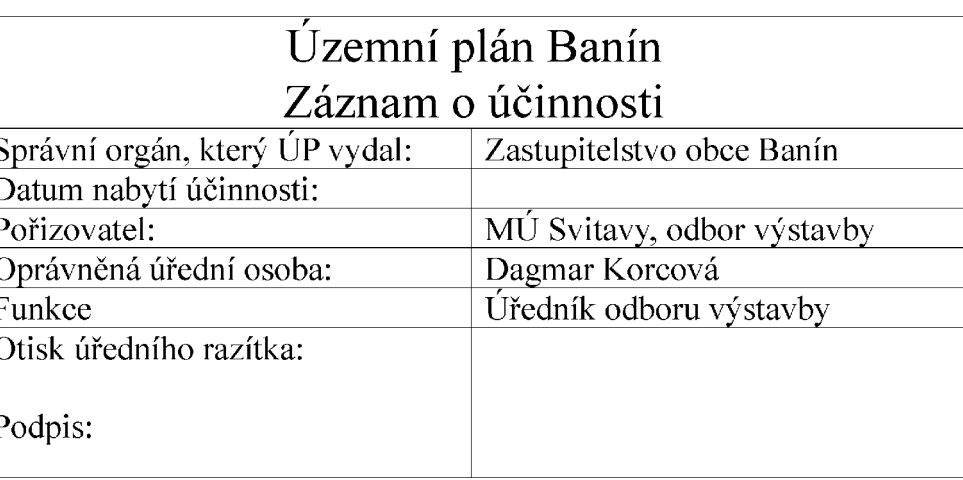 Územní plán Banín
Záznam o účinnosti
Správní orgán, který ÚP vydal: Zastupitelstvo obce Banín
Datum nabytí účinnosti:
Pořizovatel: MÚ Svitavy, odbor výstavby
Oprávněná úřední osoba: Dagmar Korcová
Funkce Úředník odboru výstavby
Otisk úředního razítka:
Podpis: